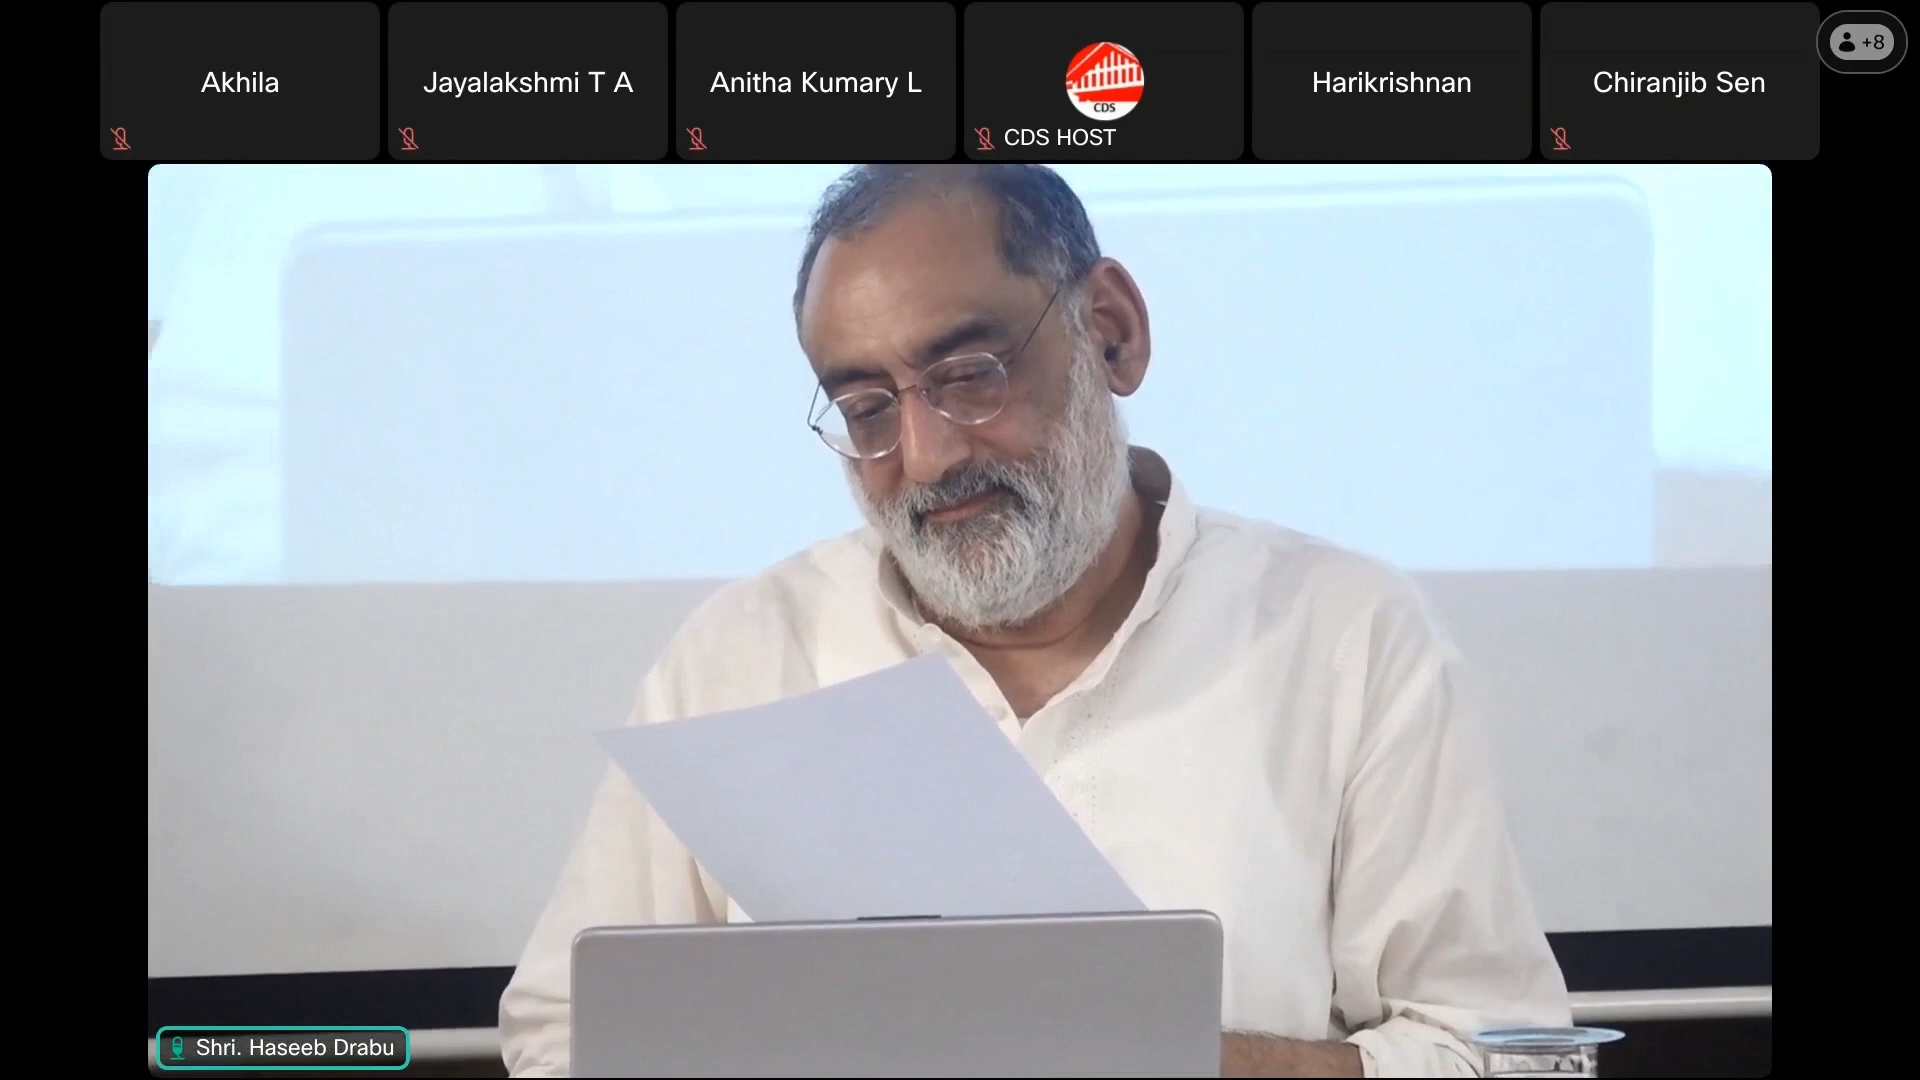 Akhila
Jayalakshmi T A
Anitha Kumary L
CDS
CDS HOST
Harikrishnan
Chiranjib Sen
+8
Shri. Haseeb Drabu